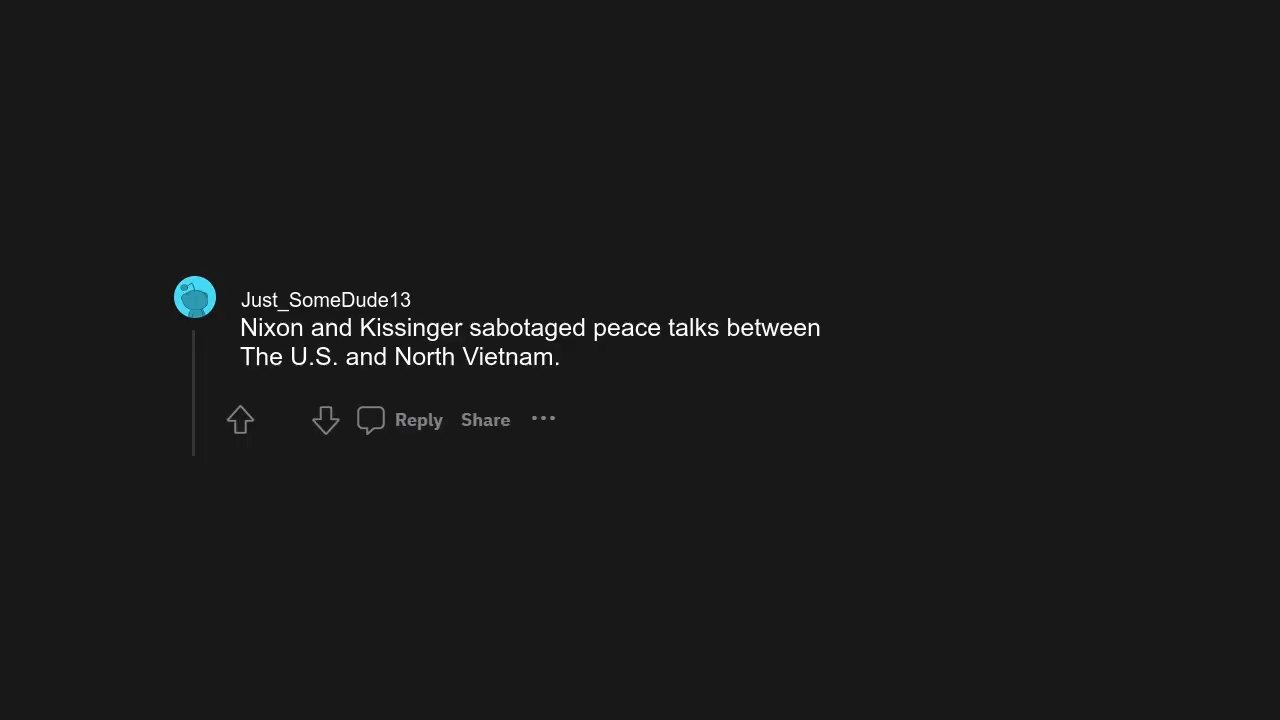 Just_SomeDude13
Nixon and Kissinger sabotaged peace talks between
The U.S. and North Vietnam.
Reply Share